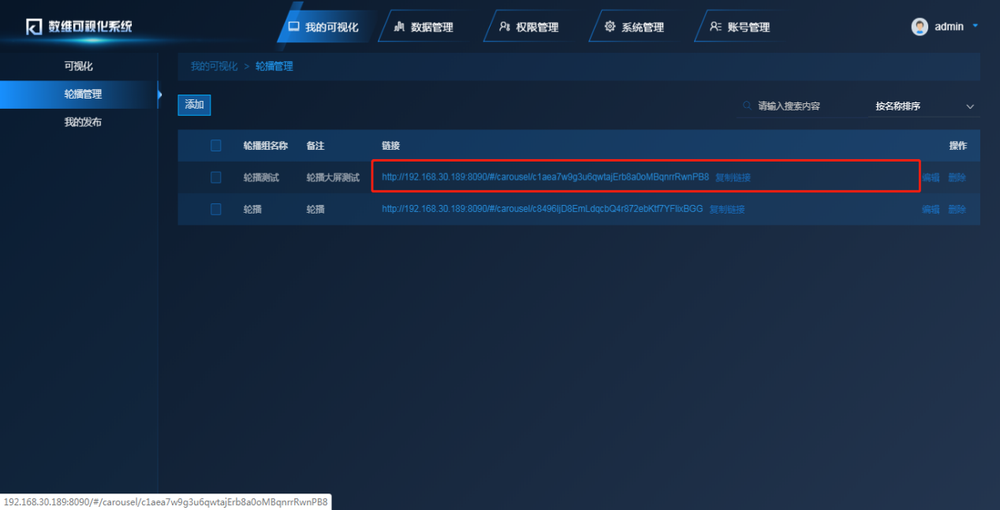 数维可视化系统
我的可视化 数据管理 权限管理 系统管理 账号管理 admin
可视化
轮播管理
我的发布
我的可视化 > 轮播管理
添加 请输入搜索内容 按名称排序
轮播组名称 备注 链接 操作
轮播测试 轮播大屏测试 http://192.168.30.189:8090/#/carousel/c1aea7w9g3u6qwtajErb8a0oMBqnrrRwnPB8 复制链接 编辑 删除
轮播 轮播 http://192.168.30.189:8090/#/carousel/c8496ljD8EmLdqcbQ4r872ebKtf7YFlixBGG 复制链接 编辑 删除
192.168.30.189:8090/#/carousel/c1aea7w9g3u6qwtajErb8a0oMBqnrrRwnPB8